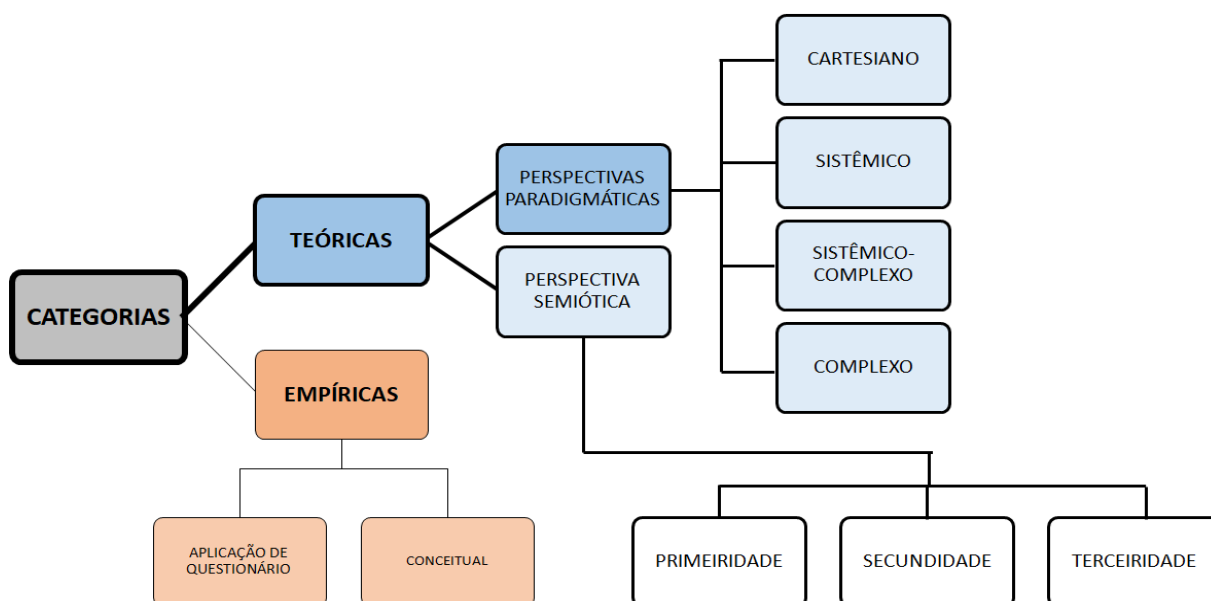 CATEGORIAS
TEÓRICAS
PERSPECTIVAS
PARADIGMÁTICAS
CARTESIANO
SISTÊMICO
SISTÊMICO-
COMPLEXO
COMPLEXO
PERSPECTIVA
SEMIÓTICA
PRIMEIRIDADE
SECUNDIDADE
TERCEIRIDADE
EMPÍRICAS
APLICAÇÃO DE
QUESTIONÁRIO
CONCEITUAL